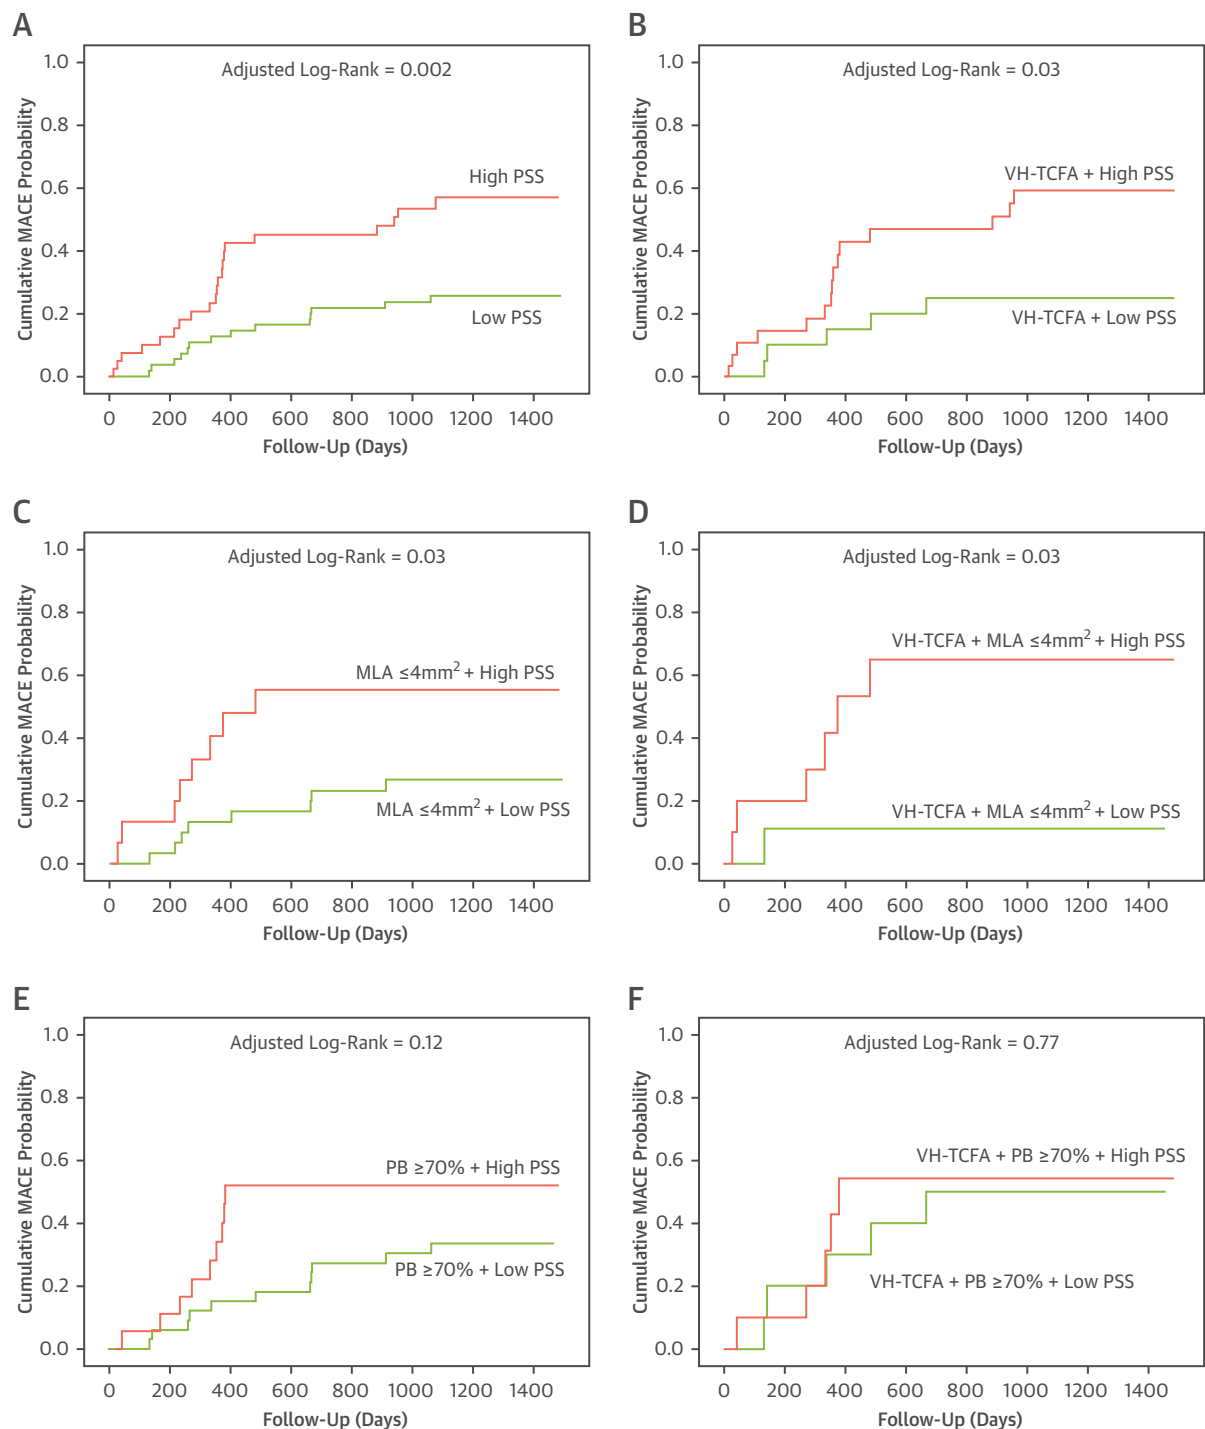 A
Adjusted Log-Rank = 0.002
Cumulative MACE Probability
1.0
0.8
0.6
0.4
0.2
0.0
High PSS
Low PSS
0 200 400 600 800 1000 1200 1400
Follow-Up (Days)
B
Adjusted Log-Rank = 0.03
Cumulative MACE Probability
1.0
0.8
0.6
0.4
0.2
0.0
VH-TCFA + High PSS
VH-TCFA + Low PSS
0 200 400 600 800 1000 1200 1400
Follow-Up (Days)
C
Adjusted Log-Rank = 0.03
Cumulative MACE Probability
1.0
0.8
0.6
0.4
0.2
0.0
MLA ≤4mm² + High PSS
MLA ≤4mm² + Low PSS
0 200 400 600 800 1000 1200 1400
Follow-Up (Days)
D
Adjusted Log-Rank = 0.03
Cumulative MACE Probability
1.0
0.8
0.6
0.4
0.2
0.0
VH-TCFA + MLA ≤4mm² + High PSS
VH-TCFA + MLA ≤4mm² + Low PSS
0 200 400 600 800 1000 1200 1400
Follow-Up (Days)
E
Adjusted Log-Rank = 0.12
Cumulative MACE Probability
1.0
0.8
0.6
0.4
0.2
0.0
PB ≥70% + High PSS
PB ≥70% + Low PSS
0 200 400 600 800 1000 1200 1400
Follow-Up (Days)
F
Adjusted Log-Rank = 0.77
Cumulative MACE Probability
1.0
0.8
0.6
0.4
0.2
0.0
VH-TCFA + PB ≥70% + High PSS
VH-TCFA + PB ≥70% + Low PSS
0 200 400 600 800 1000 1200 1400
Follow-Up (Days)